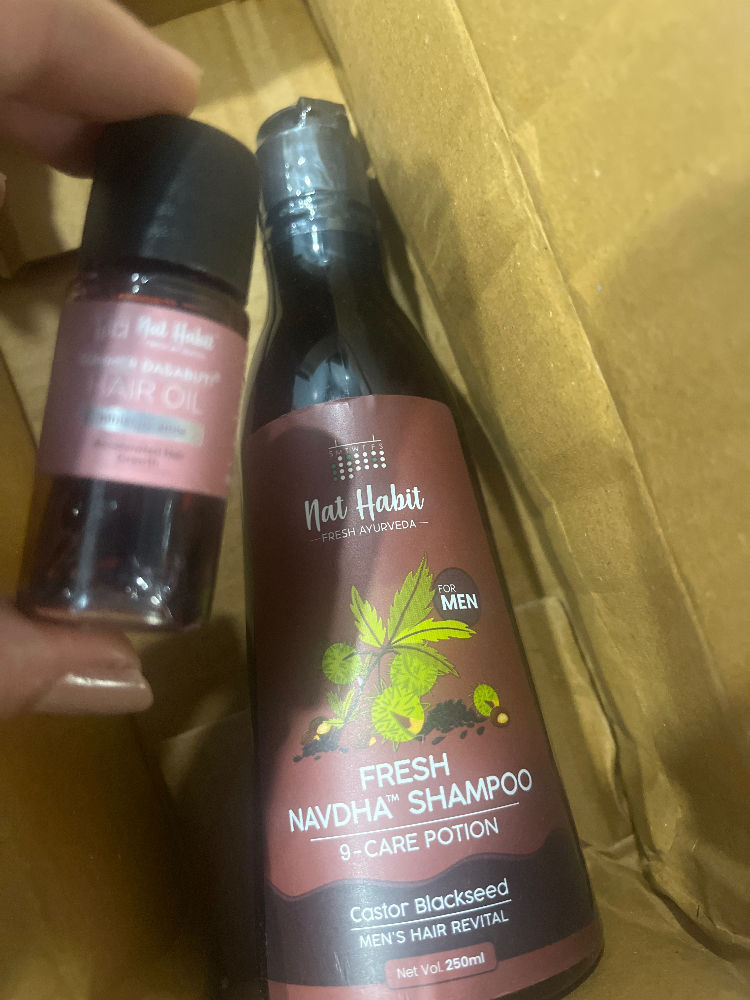 Nat Habit
DASABUTI
HAIR OIL
S M T W T F S
Nat Habit
FRESH AYURVEDA
FOR
MEN
FRESH
NAVDHA™ SHAMPOO
9-CARE POTION
Castor Blackseed
MEN'S HAIR REVITAL
Net Vol. 250ml